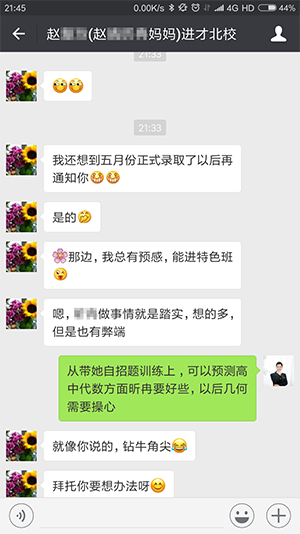 21:45
0.00K/s
4G HD
44%
赵
(赵
妈妈)进才北校
21:33
21:33
我还想到五月份正式录取了以后再
通知你
是的
那边，我总有预感，能进特色班
嗯，
做事情就是踏实，想的多，
但是也有弊端
从带她自招题训练上，可以预测高
中代数方面昕冉要好些，以后几何
需要操心
就像你说的，钻牛角尖
拜托你要想办法呀